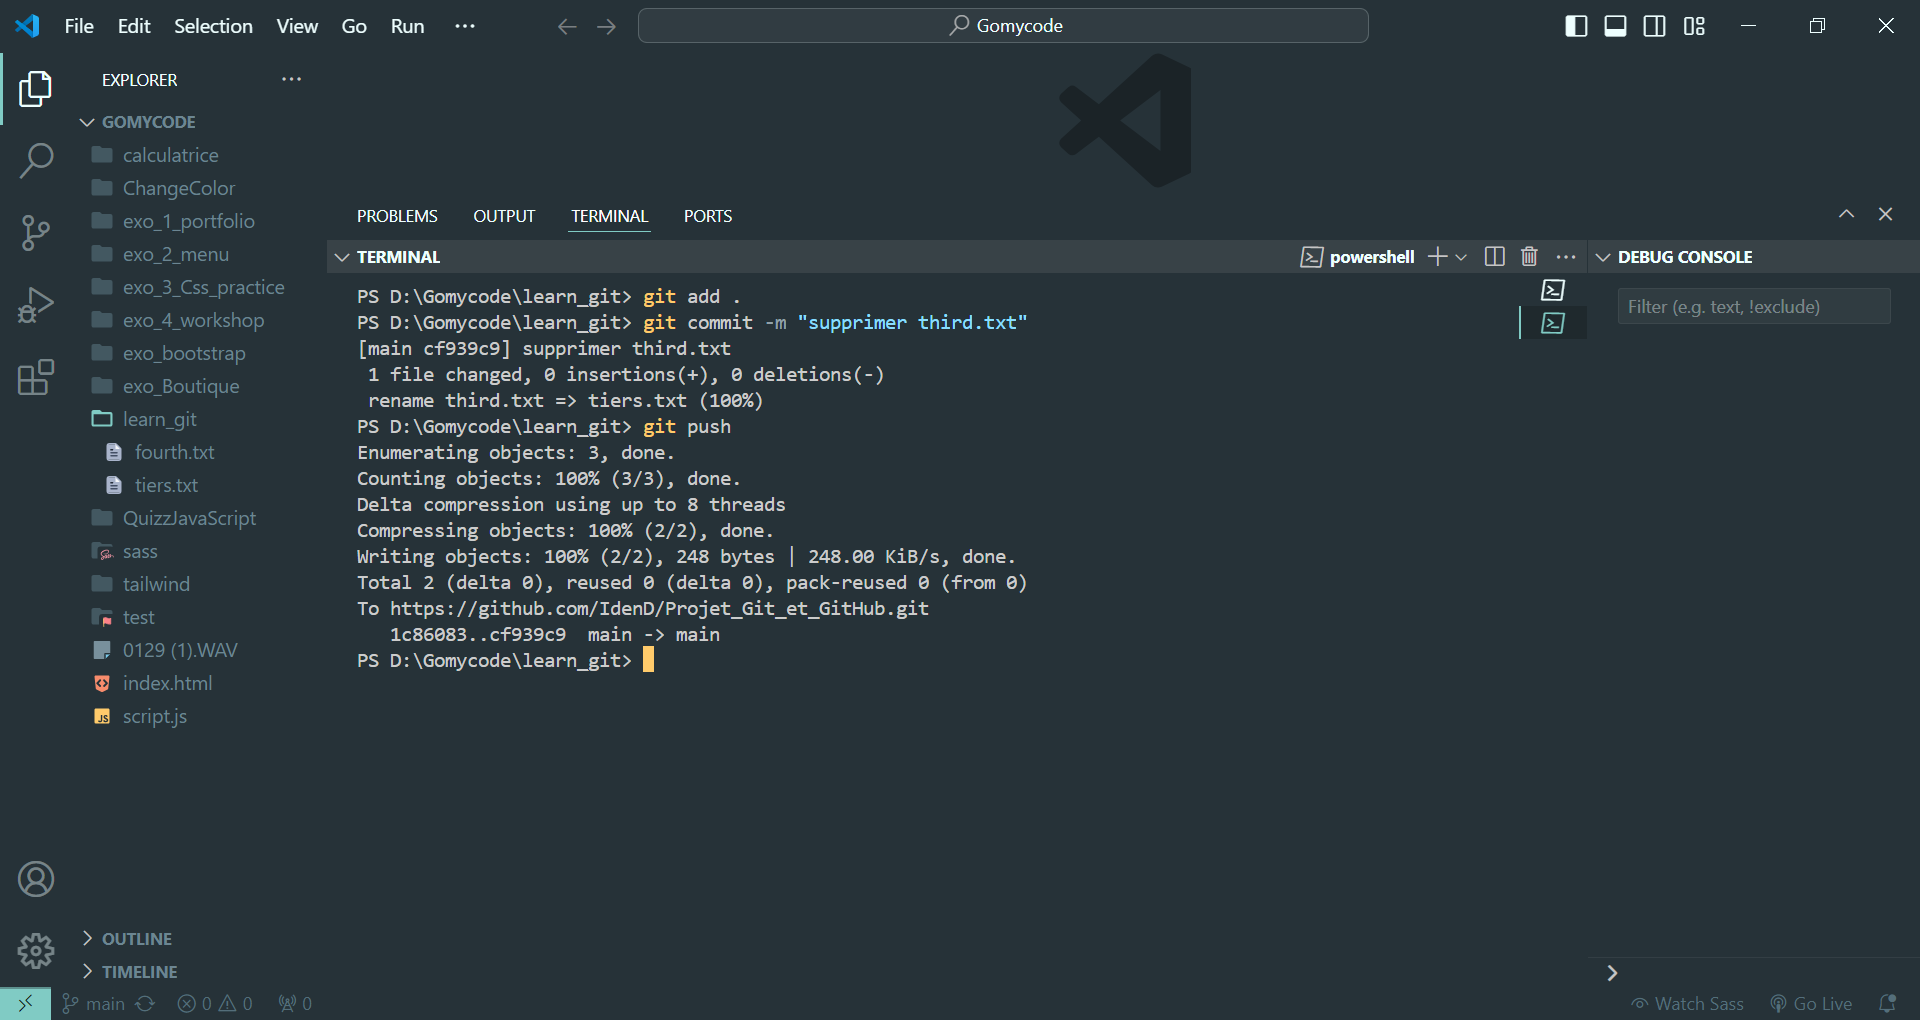 File Edit Selection View Go Run ···
Gomycode
EXPLORER
GOMYCODE
calculatrice
ChangeColor
exo_1_portfolio
exo_2_menu
exo_3_Css_practice
exo_4_workshop
exo_bootstrap
exo_Boutique
learn_git
fourth.txt
tiers.txt
QuizzJavaScript
sass
tailwind
test
0129 (1).WAV
index.html
script.js
OUTLINE
TIMELINE
PROBLEMS OUTPUT TERMINAL PORTS
TERMINAL
powershell
PS D:\Gomycode\learn_git> git add .
PS D:\Gomycode\learn_git> git commit -m "supprimer third.txt"
[main cf939c9] supprimer third.txt
1 file changed, 0 insertions(+), 0 deletions(-)
rename third.txt => tiers.txt (100%)
PS D:\Gomycode\learn_git> git push
Enumerating objects: 3, done.
Counting objects: 100% (3/3), done.
Delta compression using up to 8 threads
Compressing objects: 100% (2/2), done.
Writing objects: 100% (2/2), 248 bytes | 248.00 KiB/s, done.
Total 2 (delta 0), reused 0 (delta 0), pack-reused 0 (from 0)
To https://github.com/IdenD/Projet_Git_et_GitHub.git
1c86083..cf939c9  main -> main
PS D:\Gomycode\learn_git>
DEBUG CONSOLE
Filter (e.g. text, !exclude)
main 0 0 0
Watch Sass Go Live